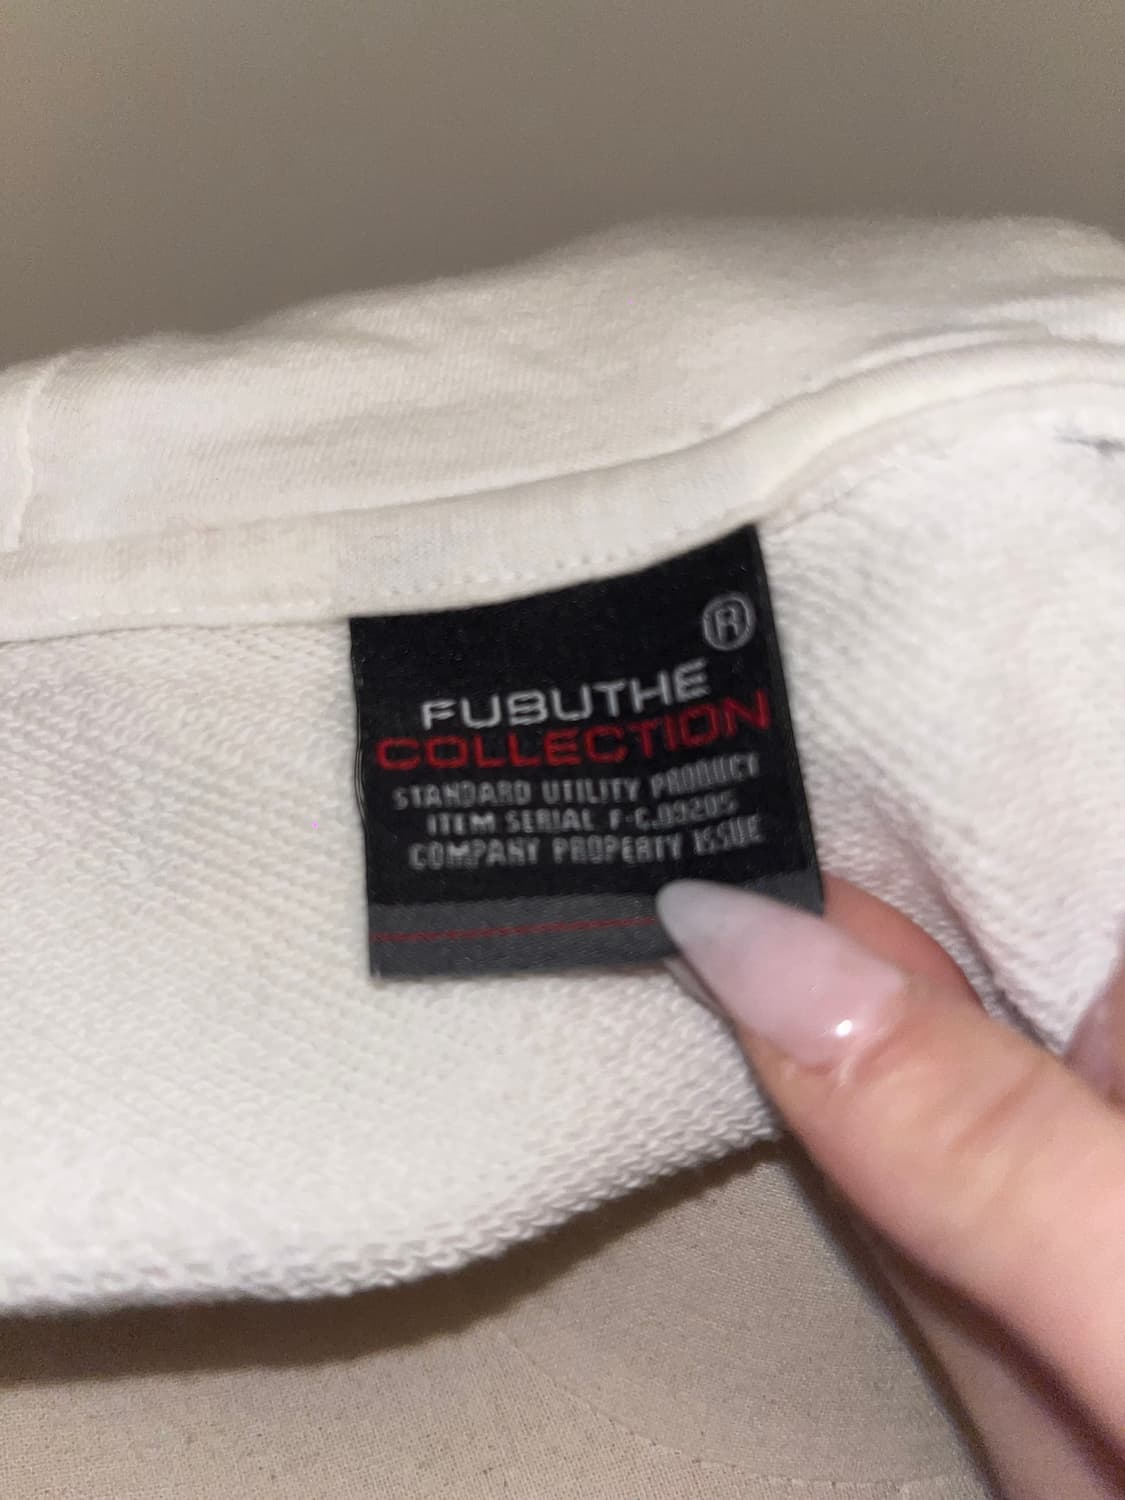 ®
FUBUTHE
COLLECTION
STANDARD UTILITY PRODUCT
ITEM SERIAL F-C.09205
COMPANY PROPERTY ISSUE